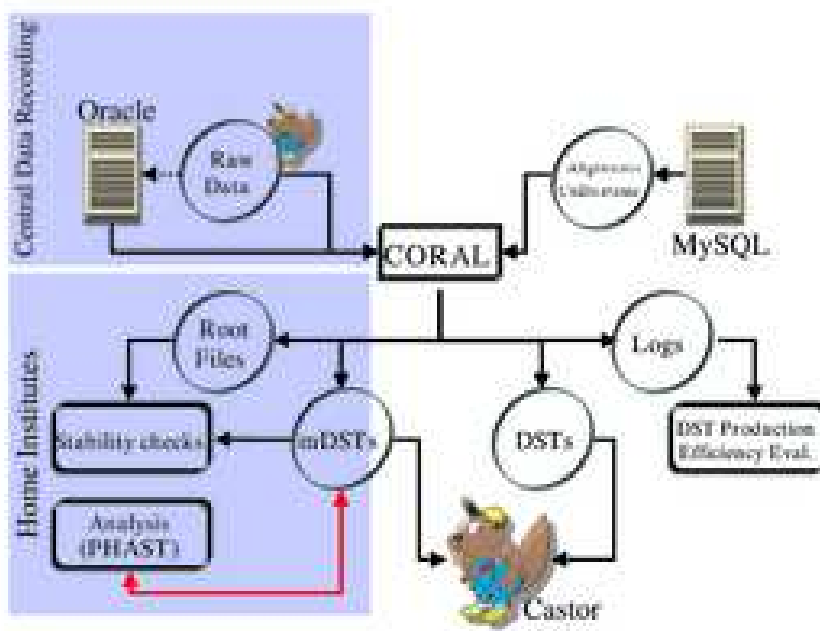 Central Data Recording
Oracle
Raw
Data
CORAL
MySQL
Home Institutes
Root
Files
Logs
Stability checks
mDSTs
DSTs
DST Production
Efficiency Eval.
Analysis
(PHAST)
Castor